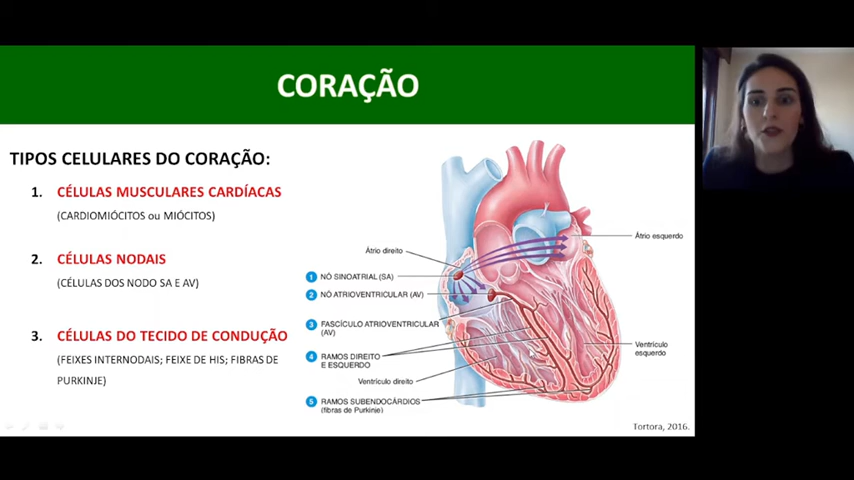 CORAÇÃO
TIPOS CELULARES DO CORAÇÃO:
1. CÉLULAS MUSCULARES CARDÍACAS
(CARDIOMIÓCITOS ou MIÓCITOS)
2. CÉLULAS NODAIS
(CÉLULAS DOS NODO SA E AV)
3. CÉLULAS DO TECIDO DE CONDUÇÃO
(FEIXES INTERNODAIS; FEIXE DE HIS; FIBRAS DE
PURKINJE)
Átrio direito
1 NÓ SINOATRIAL (SA)
2 NÓ ATRIOVENTRICULAR (AV)
3 FASCÍCULO ATRIOVENTRICULAR
(AV)
4 RAMOS DIREITO
E ESQUERDO
Ventrículo direito
5 RAMOS SUBENDOCÁRDIOS
(fibras de Purkinje)
Átrio esquerdo
Ventrículo
esquerdo
Tortora, 2016.